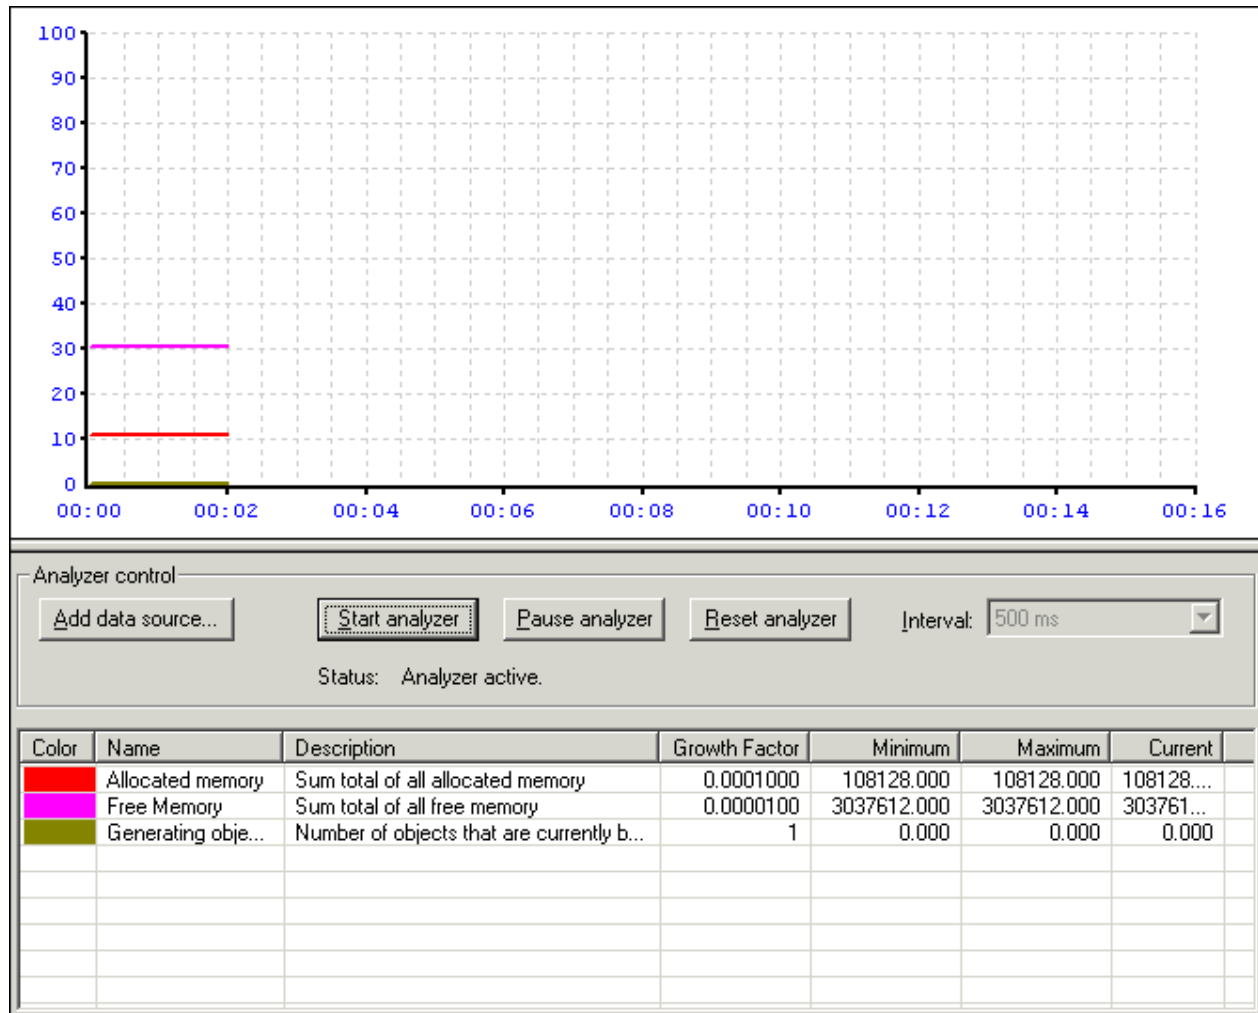 100
90
80
70
60
50
40
30
20
10
0
00:00 00:02 00:04 00:06 00:08 00:10 00:12 00:14 00:16
Analyzer control
Add data source... Start analyzer Pause analyzer Reset analyzer Interval: 500 ms
Status: Analyzer active.
Color Name Description Growth Factor Minimum Maximum Current
Allocated memory Sum total of all allocated memory 0.0001000 108128.000 108128.000 108128....
Free Memory Sum total of all free memory 0.0000100 3037612.000 3037612.000 303761...
Generating obje... Number of objects that are currently b... 1 0.000 0.000 0.000